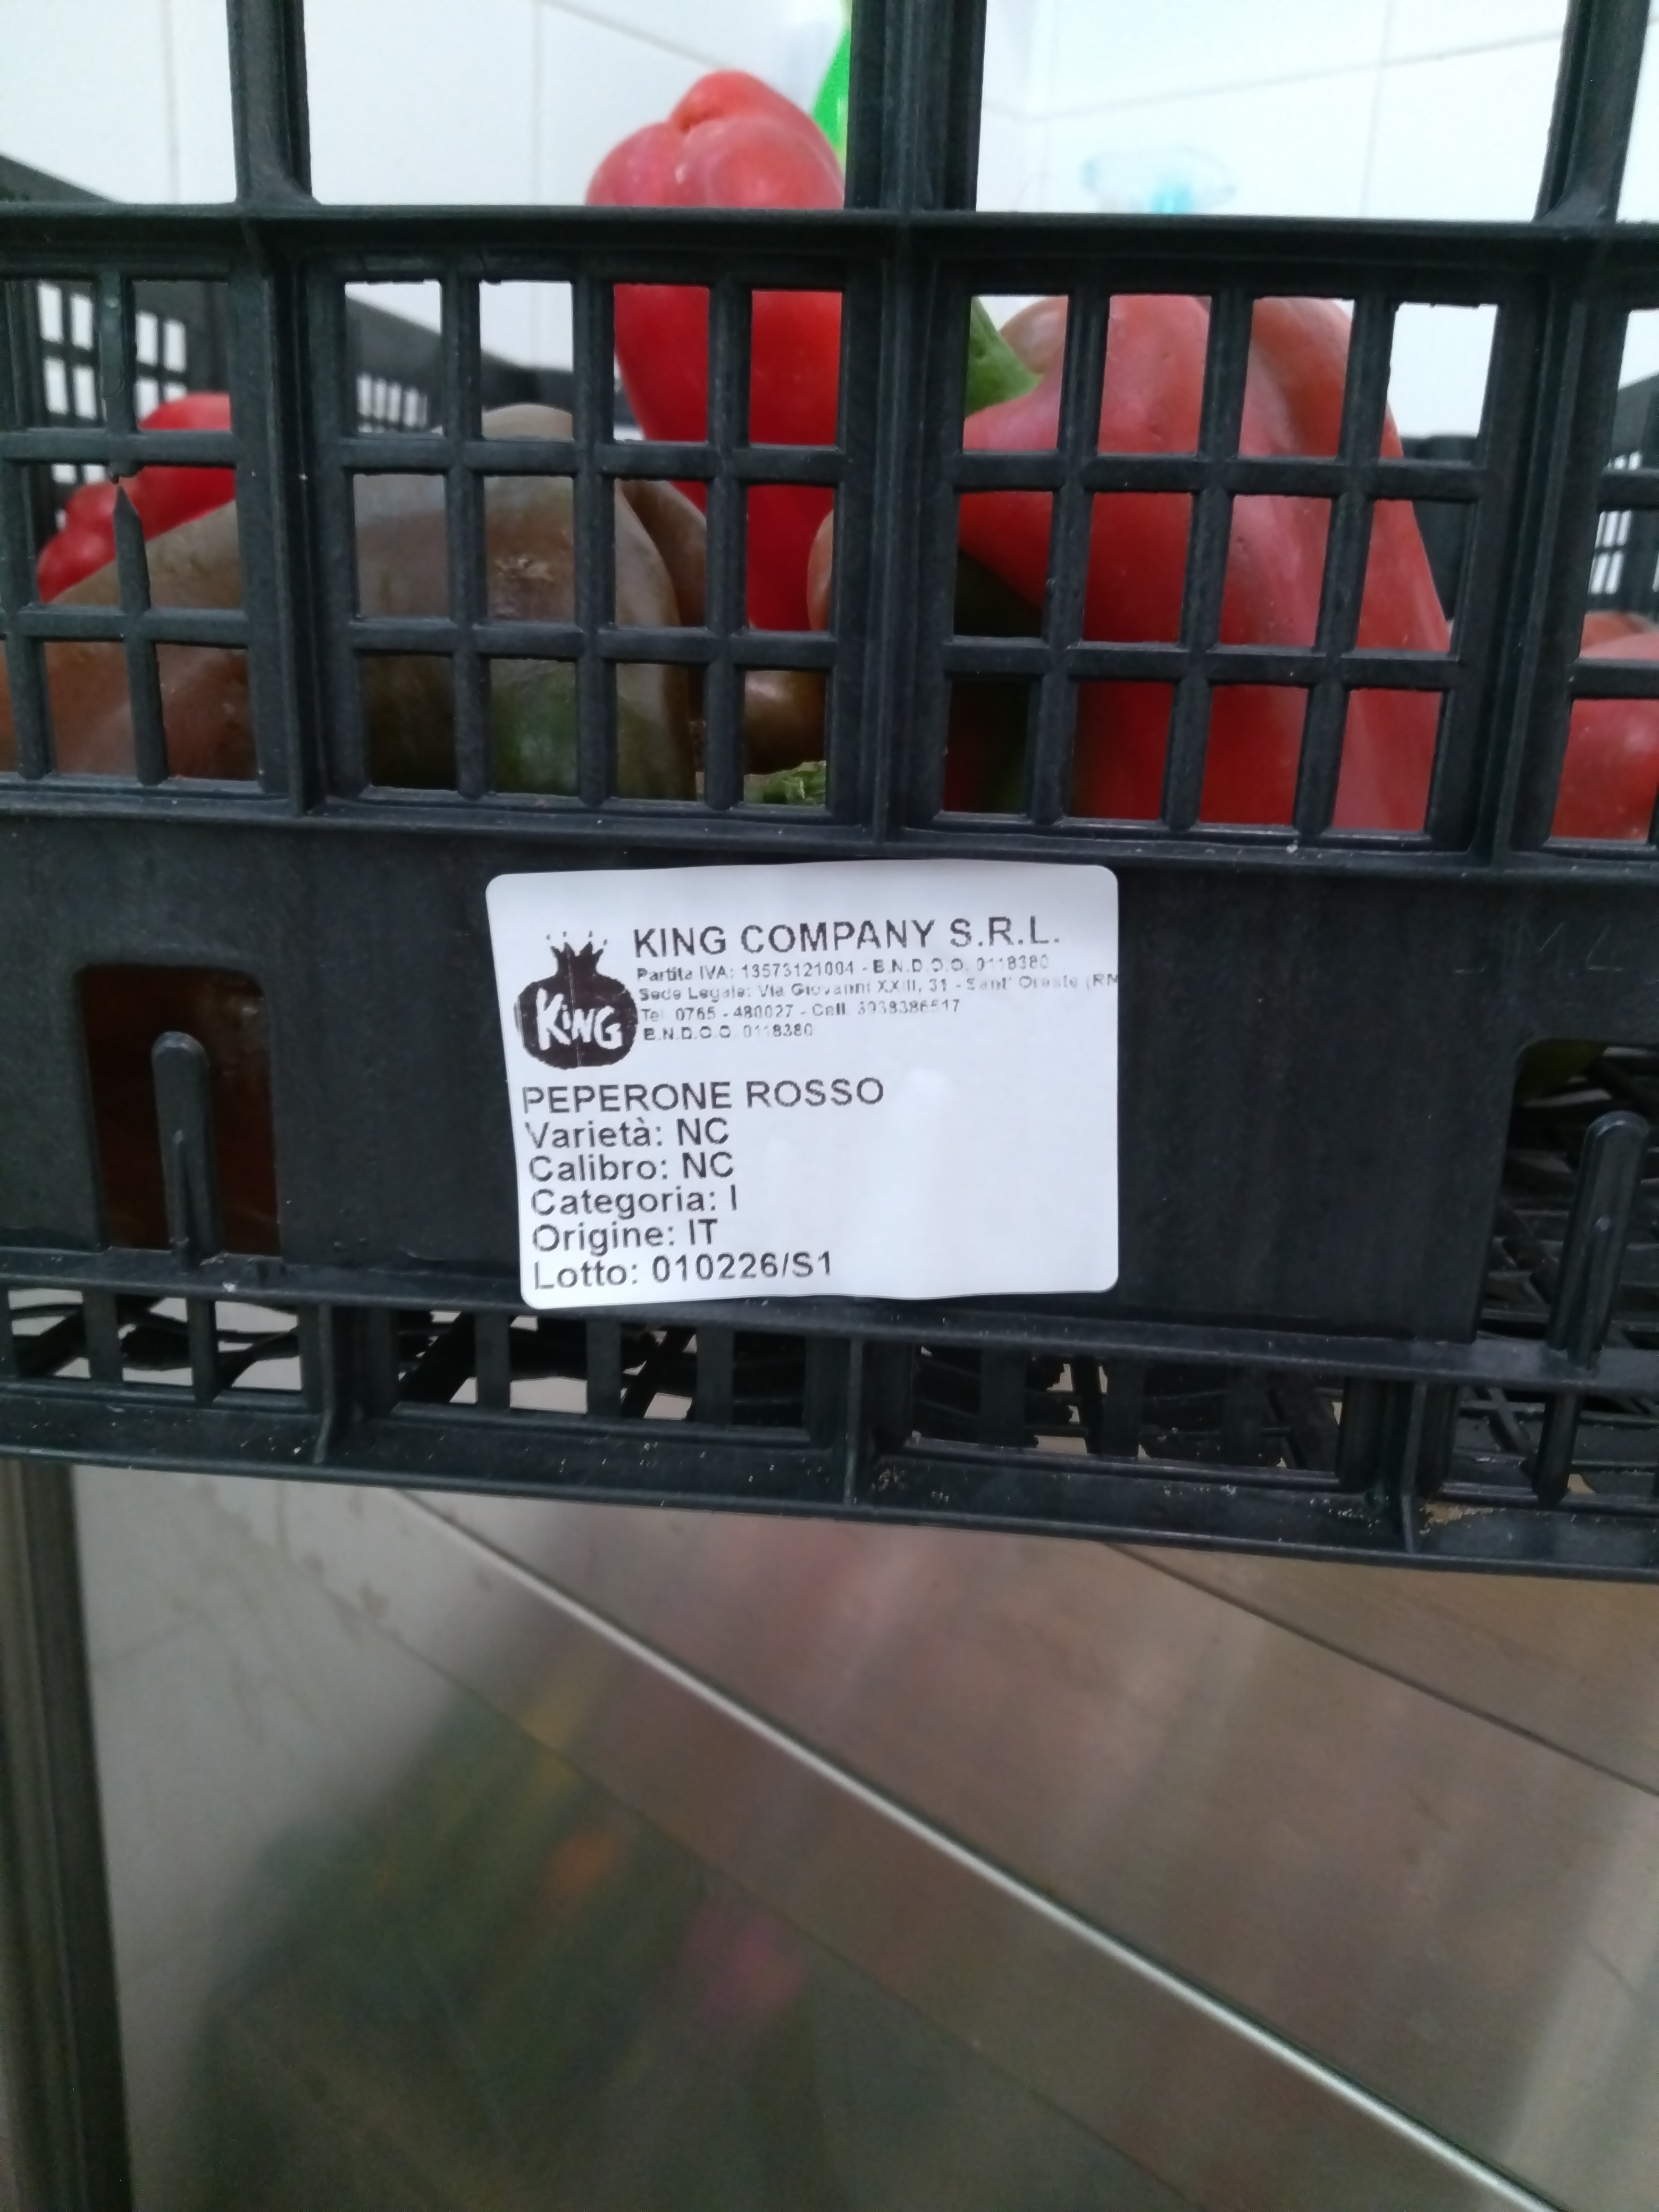 KING COMPANY S.R.L.
Partita IVA: 13573121004 - E.N.D.O.O. 0118380
Sede Legale: Via Giovanni XXIII, 31 - Sant' Oreste (RM
Tel. 0765 - 480027 - Cell. 3938386517
E.N.D.O.O. 0118380
KING
PEPERONE ROSSO
Varietà: NC
Calibro: NC
Categoria: I
Origine: IT
Lotto: 010226/S1